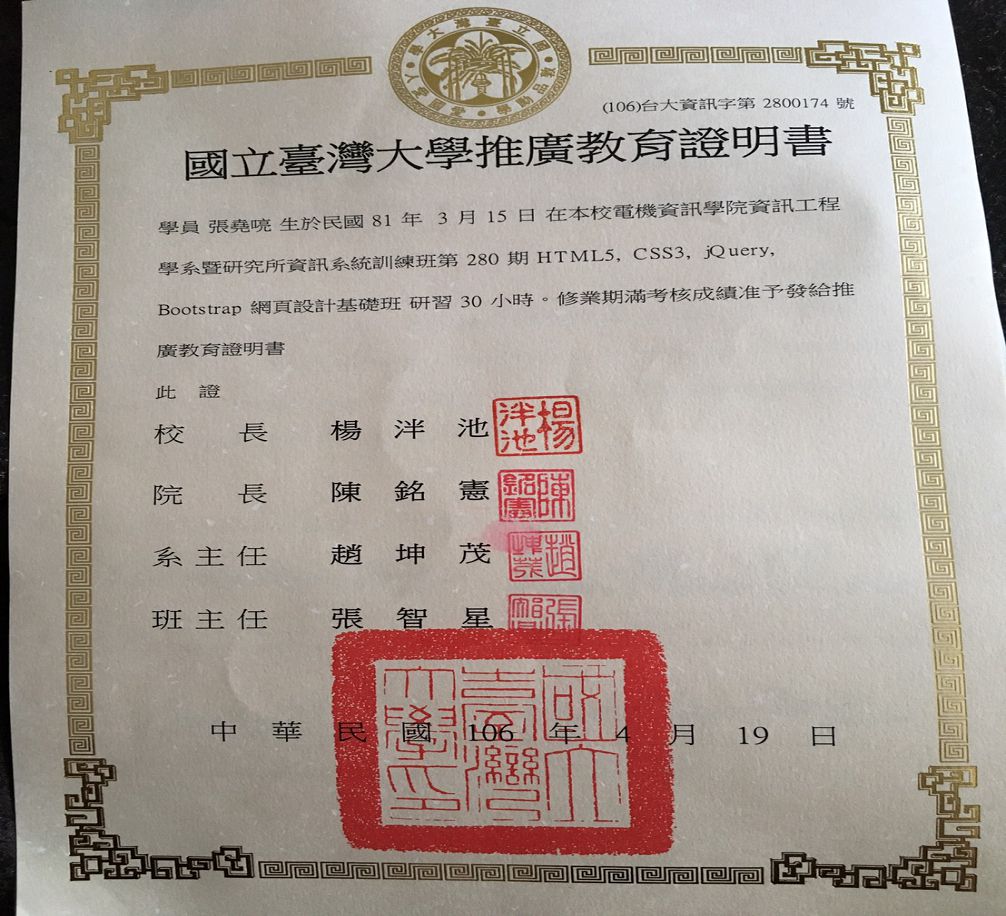 國立臺灣大學
(106)台大資訊字第 2800174 號
國立臺灣大學推廣教育證明書
學員 張堯喨 生於民國 81 年 3 月 15 日 在本校電機資訊學院資訊工程
學系暨研究所資訊系統訓練班第 280 期 HTML5, CSS3, jQuery,
Bootstrap 網頁設計基礎班 研習 30 小時。修業期滿考核成績准予發給推
廣教育證明書
此 證
校 長 楊 泮 池
楊泮池
院 長 陳 銘 憲
陳銘憲
系 主 任 趙 坤 茂
趙坤茂
班 主 任 張 智 星
中 華 民 國 106 年 4 月 19 日
國立臺灣大學印